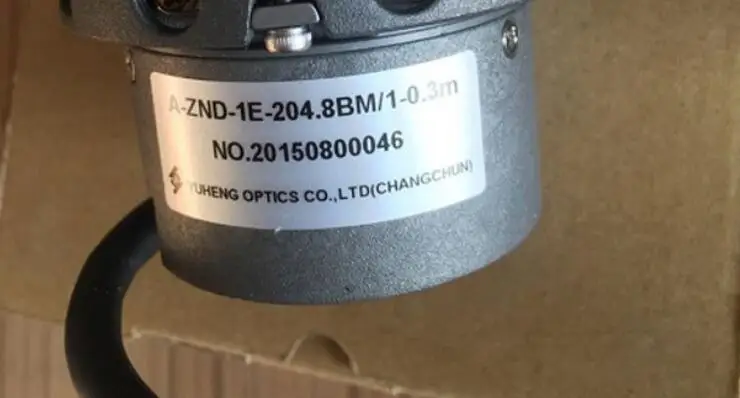 A-ZND-1E-204.8BM/1-0.3m
NO.20150800046
YUHENG OPTICS CO.,LTD(CHANGCHUN)